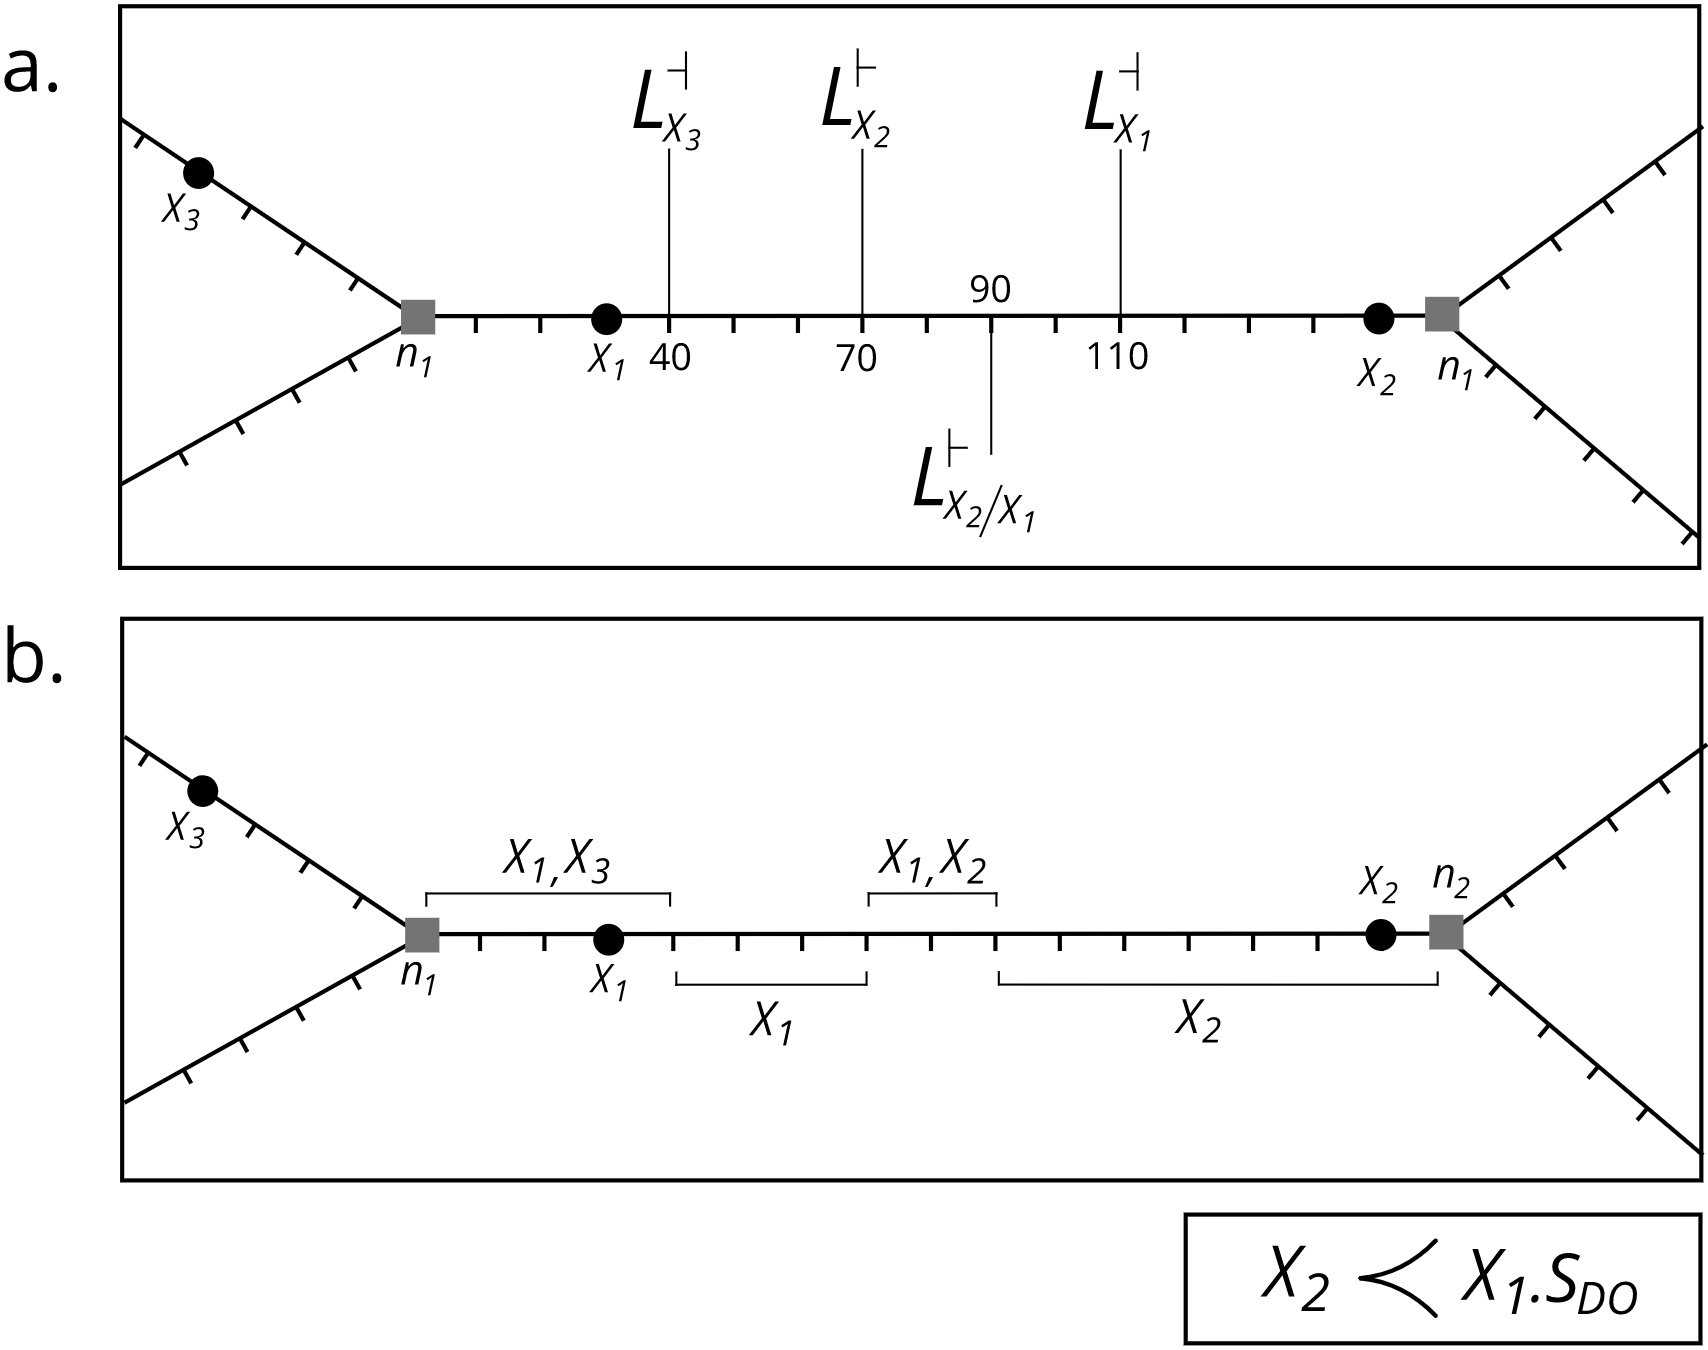 a.
L⊣X₃ L⊢X₂ L⊣X₁
X₃
90
n₁ X₁ 40 70 110 X₂ n₁
L⊢X₂/X₁
b.
X₃ X₁,X₃ X₁,X₂ X₂ n₂
n₁ X₁
X₁ X₂
X₂ ≺ X₁.S_DO